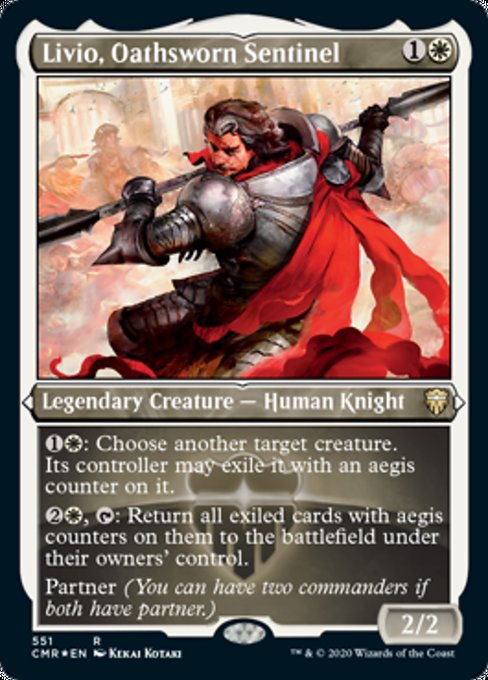 Livio, Oathsworn Sentinel 1
Legendary Creature — Human Knight
1: Choose another target creature.
Its controller may exile it with an aegis
counter on it.
2, : Return all exiled cards with aegis
counters on them to the battlefield under
their owners' control.
Partner (You can have two commanders if
both have partner.)
2/2
551 R
CMR★EN Kekai Kotaki
™ & © 2020 Wizards of the Coast